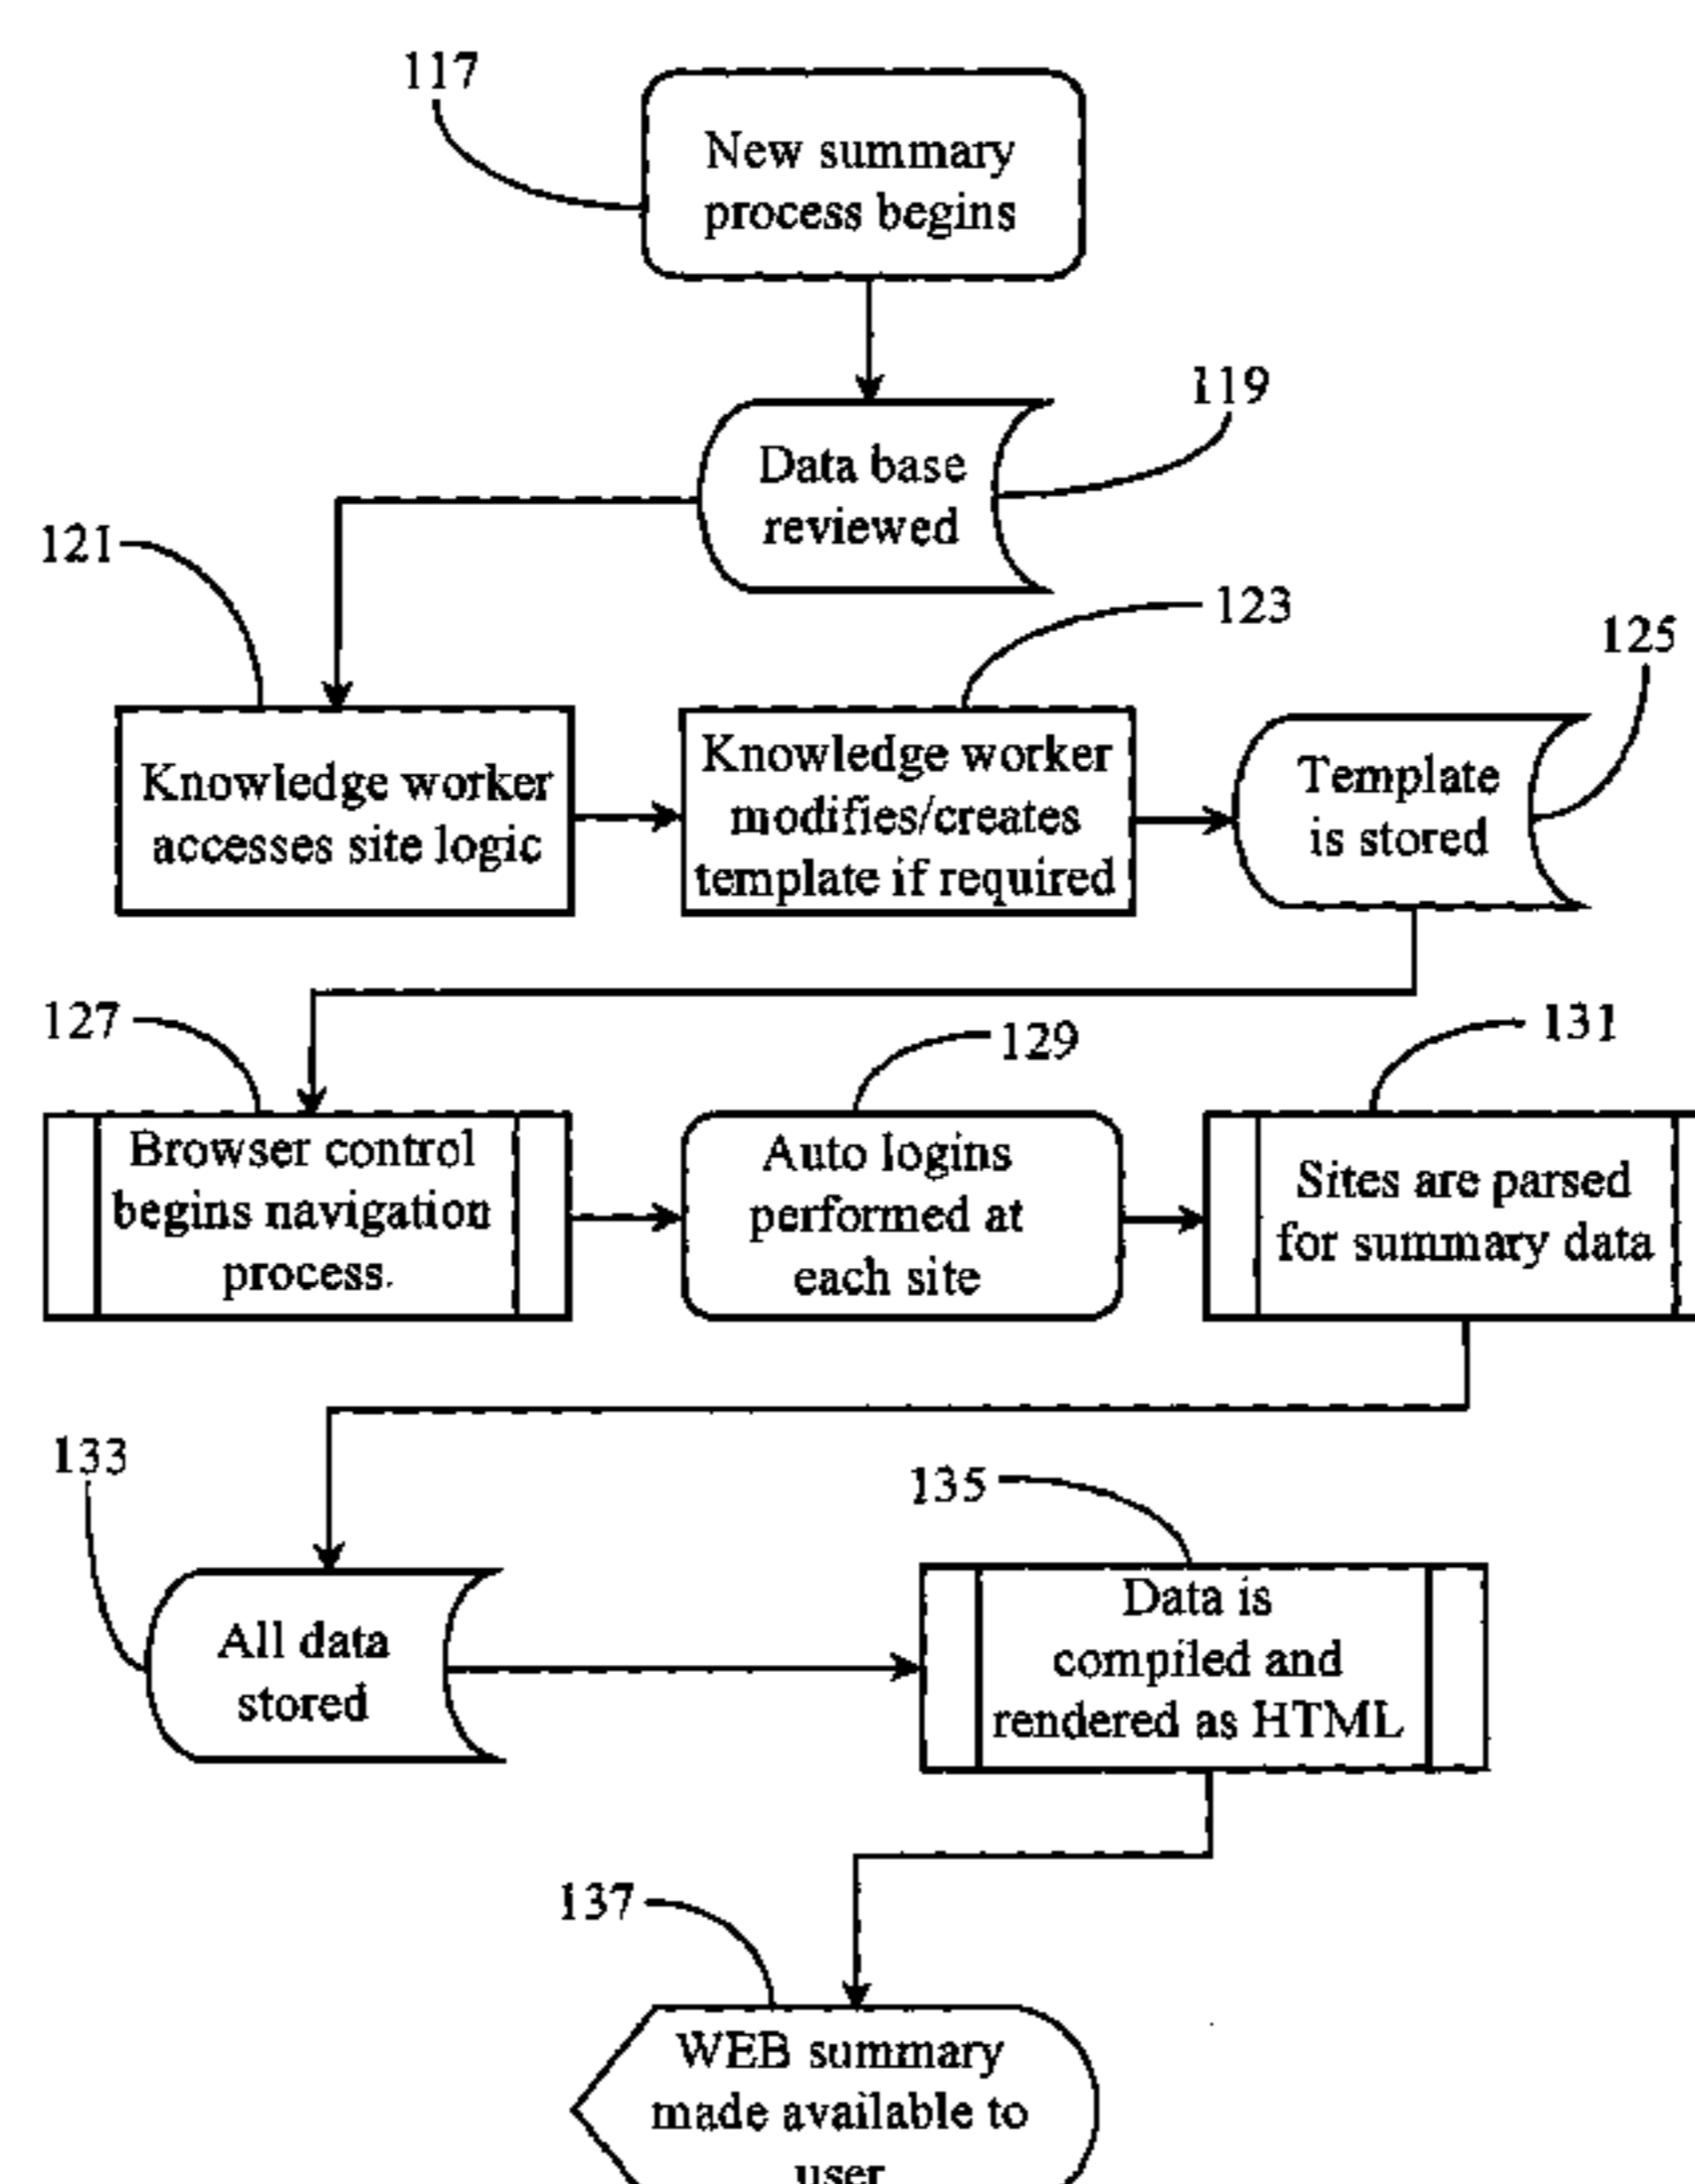 117
New summary
process begins
119
Data base
reviewed
121
123
125
Knowledge worker
accesses site logic
Knowledge worker
modifies/creates
template if required
Template
is stored
127
129
131
Browser control
begins navigation
process.
Auto logins
performed at
each site
Sites are parsed
for summary data
133
135
All data
stored
Data is
compiled and
rendered as HTML
137
WEB summary
made available to
user